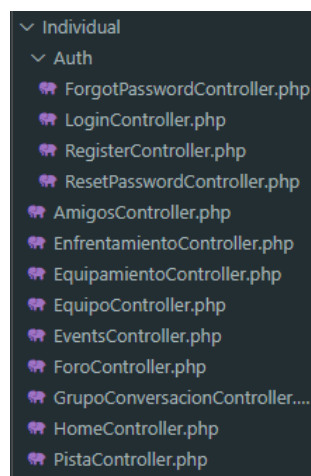 Individual
Auth
ForgotPasswordController.php
LoginController.php
RegisterController.php
ResetPasswordController.php
AmigosController.php
EnfrentamientoController.php
EquipamientoController.php
EquipoController.php
EventsController.php
ForoController.php
GrupoConversacionController....
HomeController.php
PistaController.php